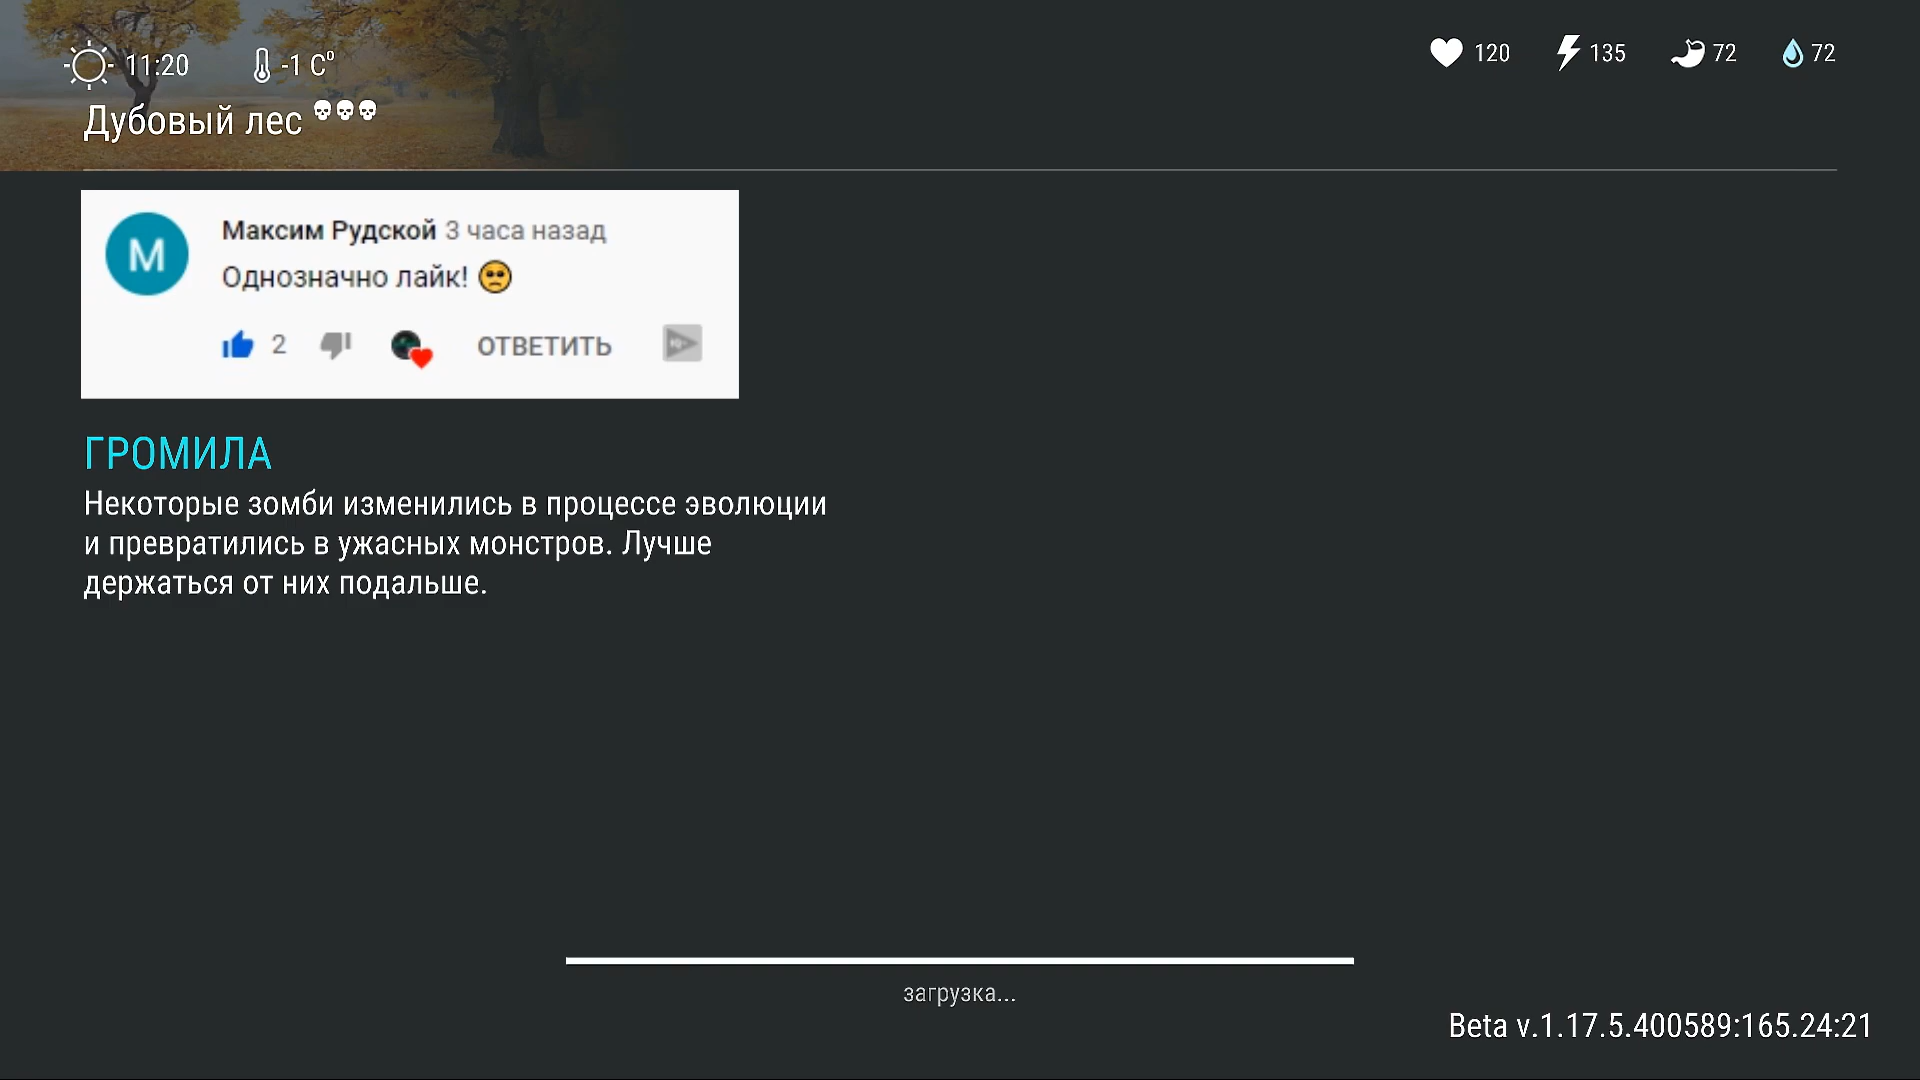 11:20 -1 C⁰
120 135 72 72
Дубовый лес
М
Максим Рудской 3 часа назад
Однозначно лайк! 🥺
2 ОТВЕТИТЬ
ГРОМИЛА
Некоторые зомби изменились в процессе эволюции
и превратились в ужасных монстров. Лучше
держаться от них подальше.
загрузка...
Beta v.1.17.5.400589:165.24:21